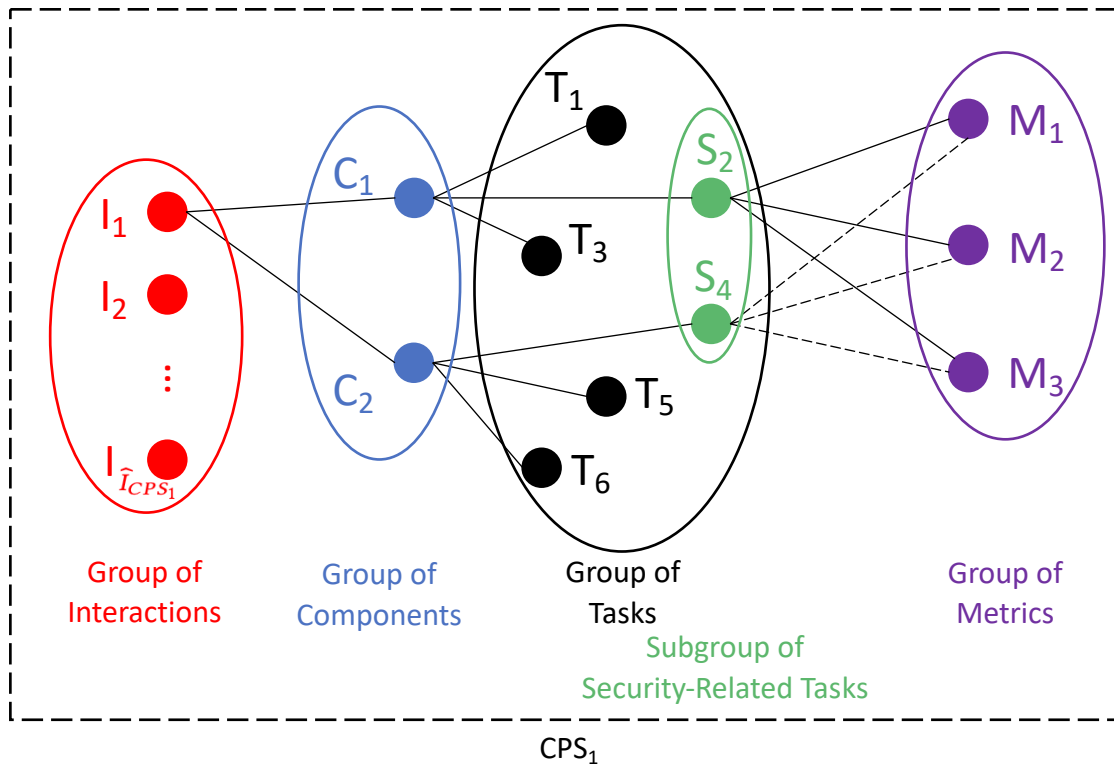 I₁
I₂
⋮
I_{Î_{CPS₁}}
Group of
Interactions
C₁
C₂
Group of
Components
T₁
T₃
T₅
T₆
S₂
S₄
Group of
Tasks
Subgroup of
Security-Related Tasks
M₁
M₂
M₃
Group of
Metrics
CPS₁